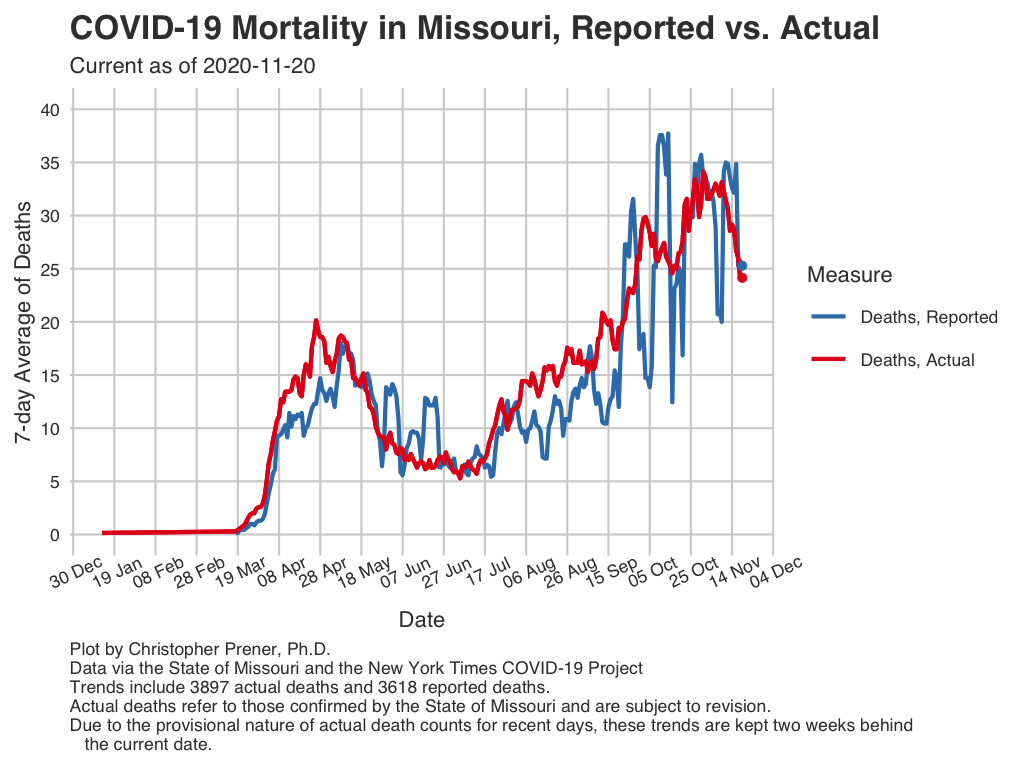 COVID-19 Mortality in Missouri, Reported vs. Actual
Current as of 2020-11-20
40
35
30
25
20
15
10
5
0
7-day Average of Deaths
30 Dec
19 Jan
08 Feb
28 Feb
19 Mar
08 Apr
28 Apr
18 May
07 Jun
27 Jun
17 Jul
06 Aug
26 Aug
15 Sep
05 Oct
25 Oct
14 Nov
04 Dec
Date
Measure
Deaths, Reported
Deaths, Actual
Plot by Christopher Prener, Ph.D.
Data via the State of Missouri and the New York Times COVID-19 Project
Trends include 3897 actual deaths and 3618 reported deaths.
Actual deaths refer to those confirmed by the State of Missouri and are subject to revision.
Due to the provisional nature of actual death counts for recent days, these trends are kept two weeks behind
the current date.